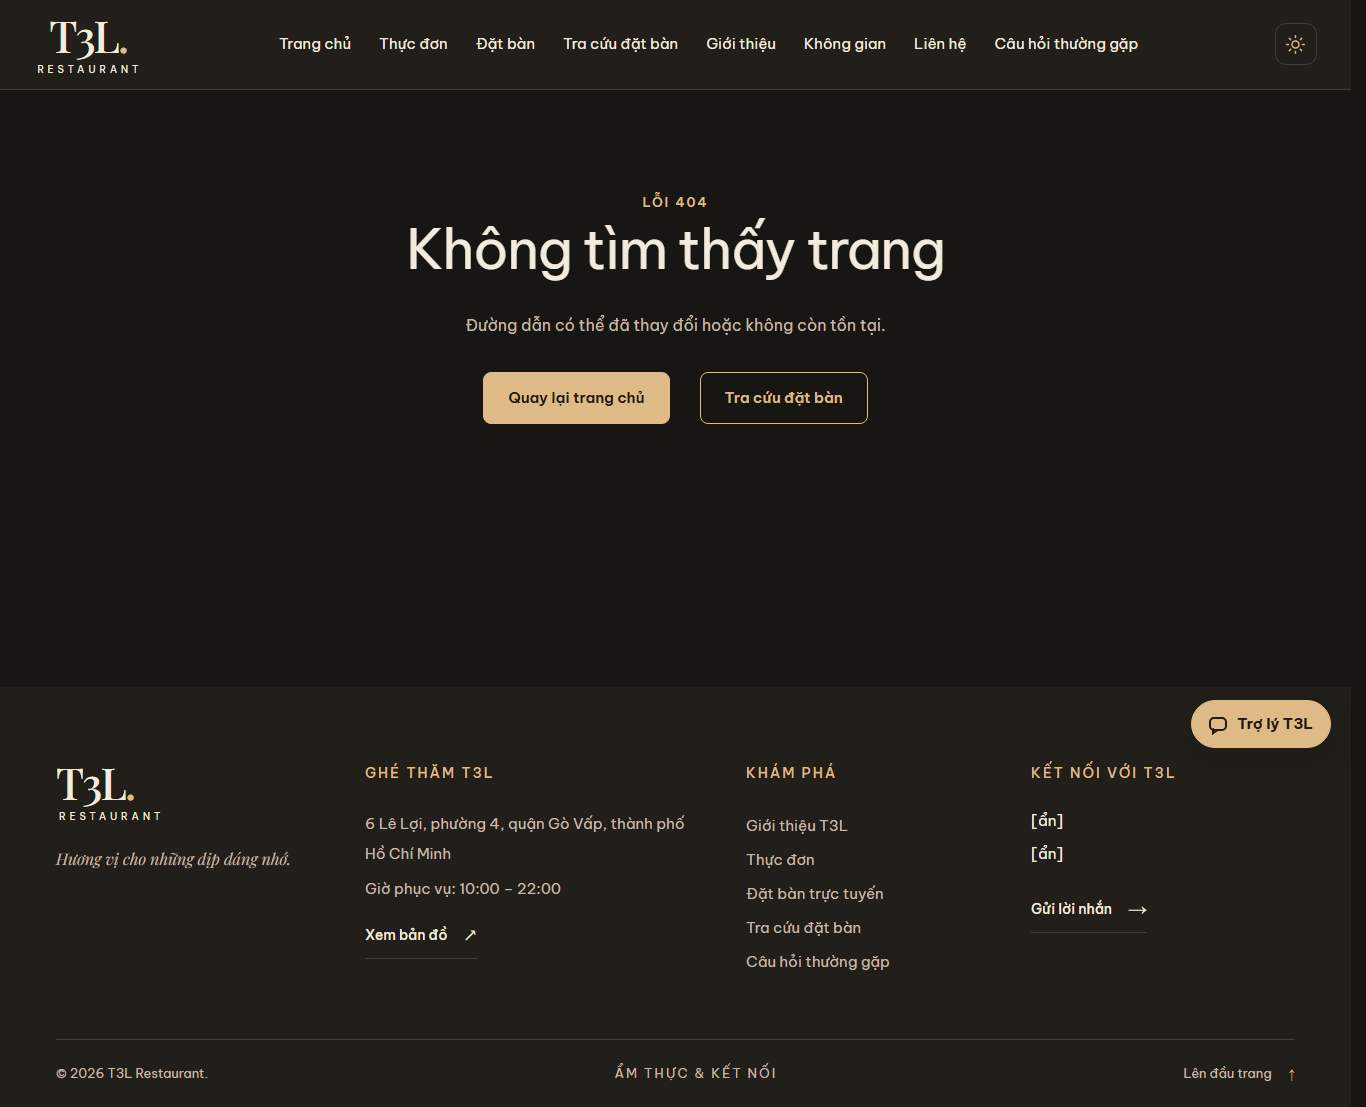 T3L.
RESTAURANT
Trang chủ
Thực đơn
Đặt bàn
Tra cứu đặt bàn
Giới thiệu
Không gian
Liên hệ
Câu hỏi thường gặp
LỖI 404
Không tìm thấy trang
Đường dẫn có thể đã thay đổi hoặc không còn tồn tại.
Quay lại trang chủ
Tra cứu đặt bàn
Trợ lý T3L
T3L.
RESTAURANT
Hương vị cho những dịp đáng nhớ.
GHÉ THĂM T3L
6 Lê Lợi, phường 4, quận Gò Vấp, thành phố
Hồ Chí Minh
Giờ phục vụ: 10:00 – 22:00
Xem bản đồ ↗
KHÁM PHÁ
Giới thiệu T3L
Thực đơn
Đặt bàn trực tuyến
Tra cứu đặt bàn
Câu hỏi thường gặp
KẾT NỐI VỚI T3L
[ẩn]
[ẩn]
Gửi lời nhắn →
© 2026 T3L Restaurant.
ẨM THỰC & KẾT NỐI
Lên đầu trang ↑